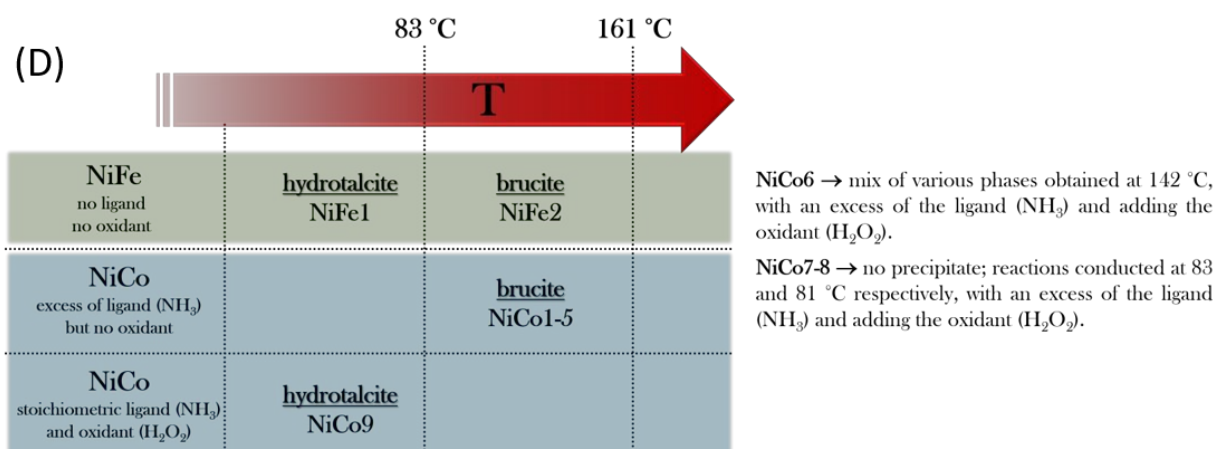 (D)
83 °C
161 °C
T
NiFe
no ligand
no oxidant
hydrotalcite
NiFe1
brucite
NiFe2
NiCo
excess of ligand (NH₃)
but no oxidant
brucite
NiCo1-5
NiCo
stoichiometric ligand (NH₃)
and oxidant (H₂O₂)
hydrotalcite
NiCo9
NiCo6 → mix of various phases obtained at 142 °C,
with an excess of the ligand (NH₃) and adding the
oxidant (H₂O₂).
NiCo7-8 → no precipitate; reactions conducted at 83
and 81 °C respectively, with an excess of the ligand
(NH₃) and adding the oxidant (H₂O₂).